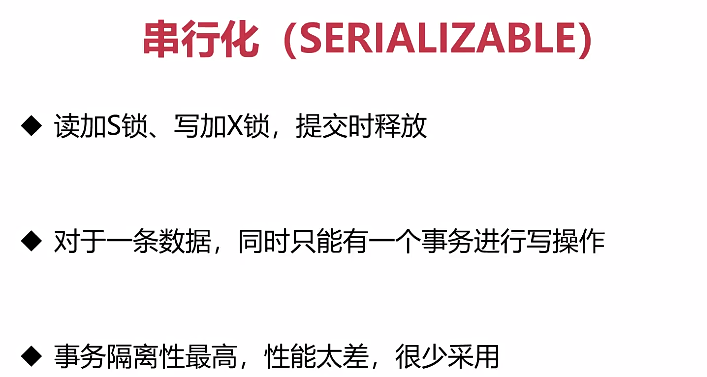 串行化（SERIALIZABLE）
◆ 读加S锁、写加X锁，提交时释放
◆ 对于一条数据，同时只能有一个事务进行写操作
◆ 事务隔离性最高，性能太差，很少采用